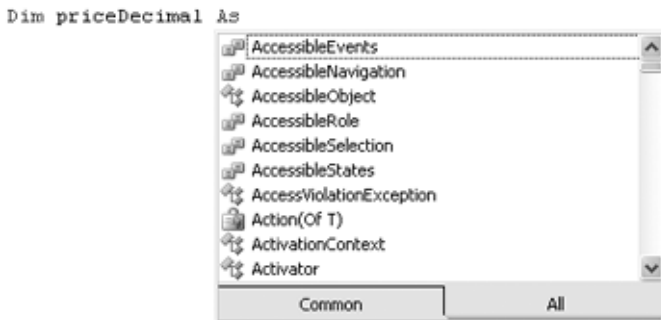 Dim priceDecimal As
AccessibleEvents
AccessibleNavigation
AccessibleObject
AccessibleRole
AccessibleSelection
AccessibleStates
AccessViolationException
Action(Of T)
ActivationContext
Activator
Common All